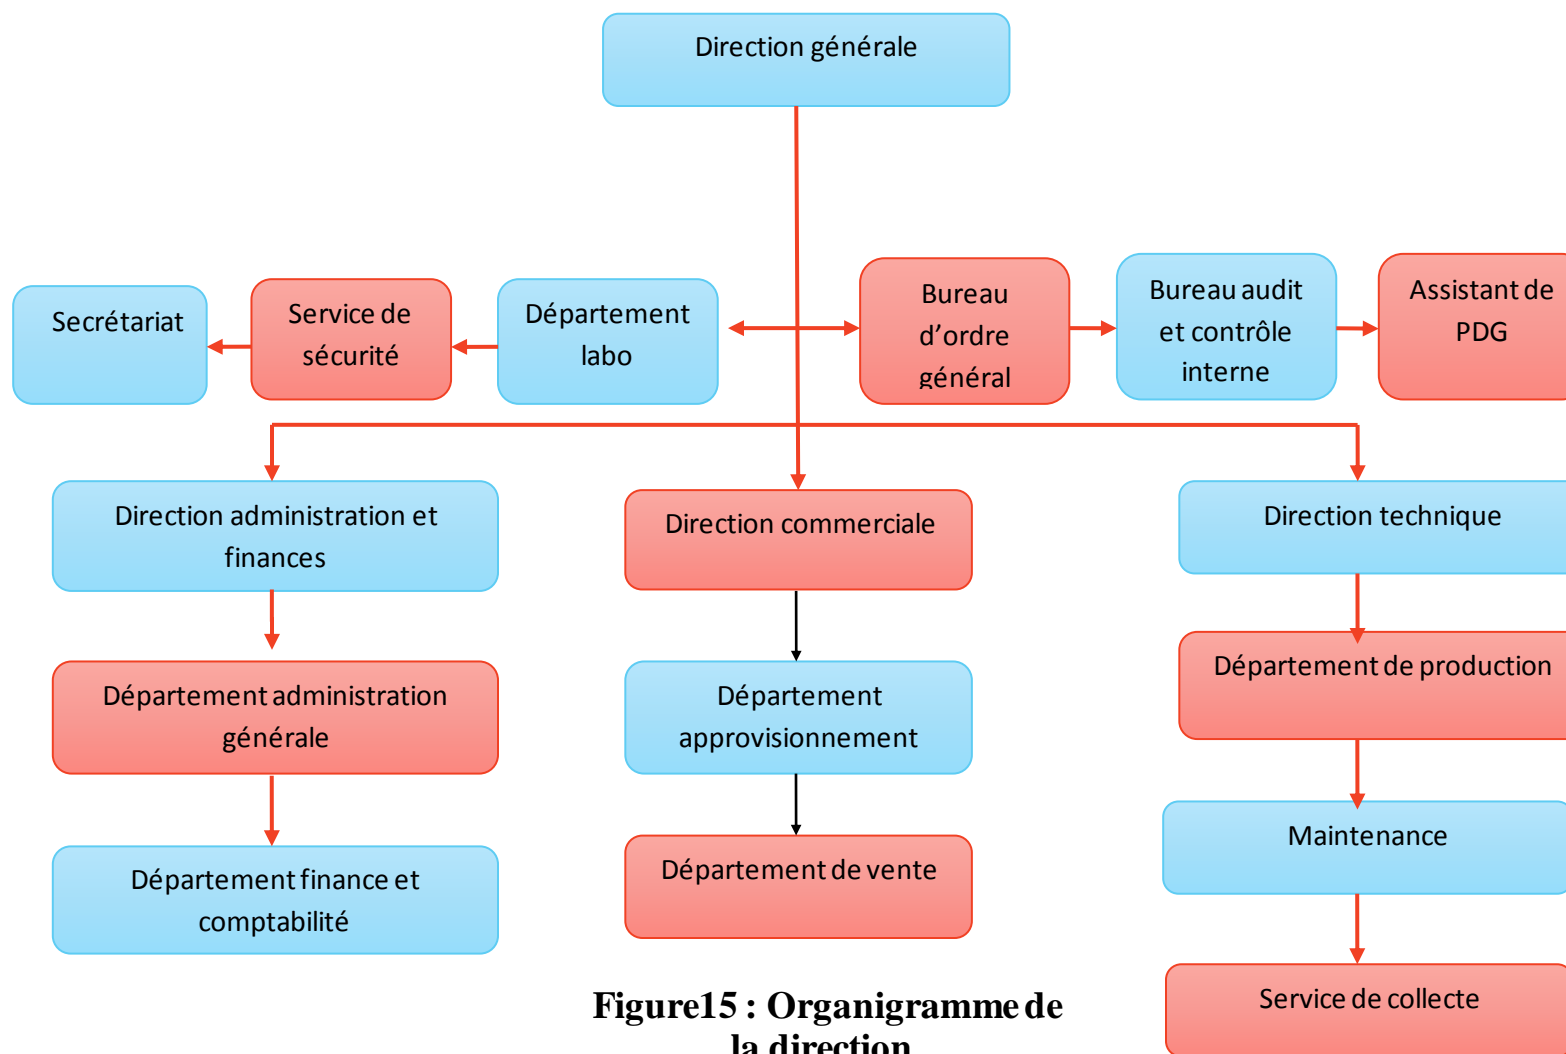 Direction générale
Secrétariat
Service de
sécurité
Département
labo
Bureau
d’ordre
général
Bureau audit
et contrôle
interne
Assistant de
PDG
Direction administration et
finances
Direction commerciale
Direction technique
Département administration
générale
Département
approvisionnement
Département de production
Département finance et
comptabilité
Département de vente
Maintenance
Service de collecte
Figure15 : Organigramme de
la direction